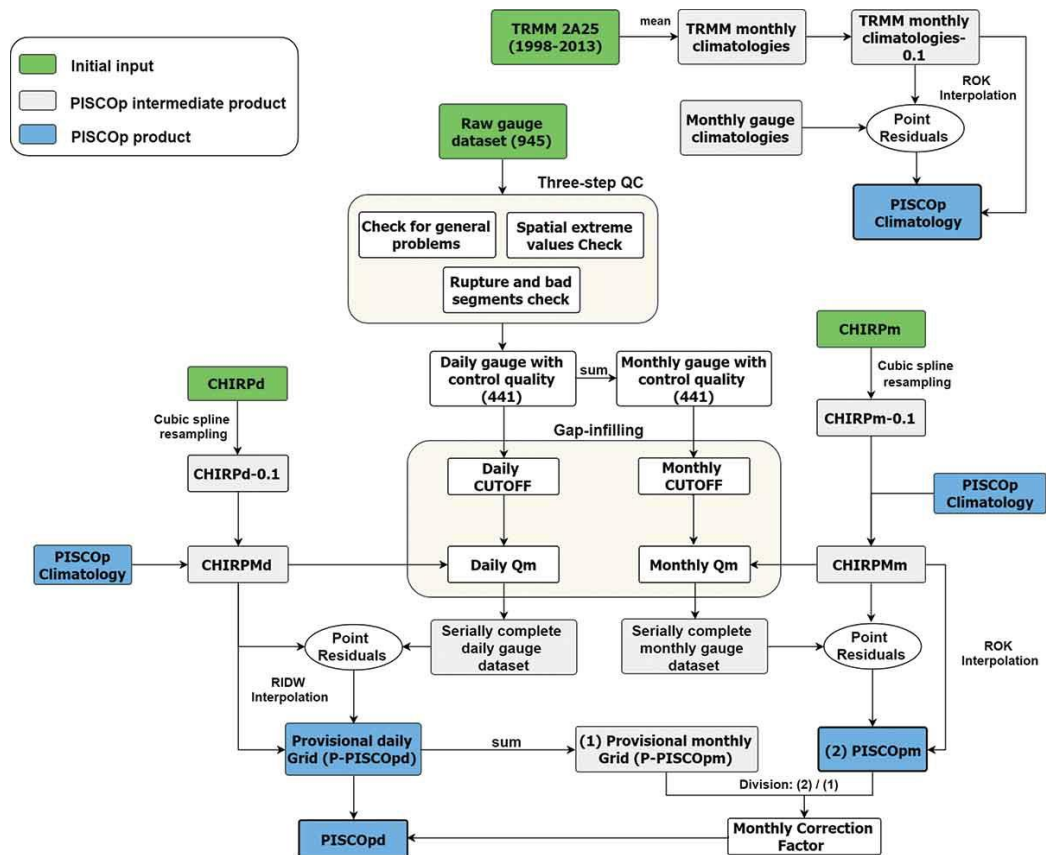 Initial input
PISCOp intermediate product
PISCOp product
TRMM 2A25
(1998-2013)
mean
TRMM monthly
climatologies
TRMM monthly
climatologies-
0.1
ROK
Interpolation
Monthly gauge
climatologies
Point
Residuals
PISCOp
Climatology
Raw gauge
dataset (945)
Three-step QC
Check for general
problems
Spatial extreme
values Check
Rupture and bad
segments check
Daily gauge with
control quality
(441)
sum
Monthly gauge with
control quality
(441)
CHIRPm
Cubic spline
resampling
CHIRPm-0.1
CHIRPd
Cubic spline
resampling
CHIRPd-0.1
Gap-infilling
Daily
CUTOFF
Monthly
CUTOFF
PISCOp
Climatology
PISCOp
Climatology
CHIRPMd
Daily Qm
Monthly Qm
CHIRPMm
Point
Residuals
Serially complete
daily gauge
dataset
Serially complete
monthly gauge
dataset
Point
Residuals
ROK
Interpolation
RIDW
Interpolation
Provisional daily
Grid (P-PISCOpd)
sum
(1) Provisional monthly
Grid (P-PISCOpm)
(2) PISCOpm
Division: (2) / (1)
PISCOpd
Monthly Correction
Factor